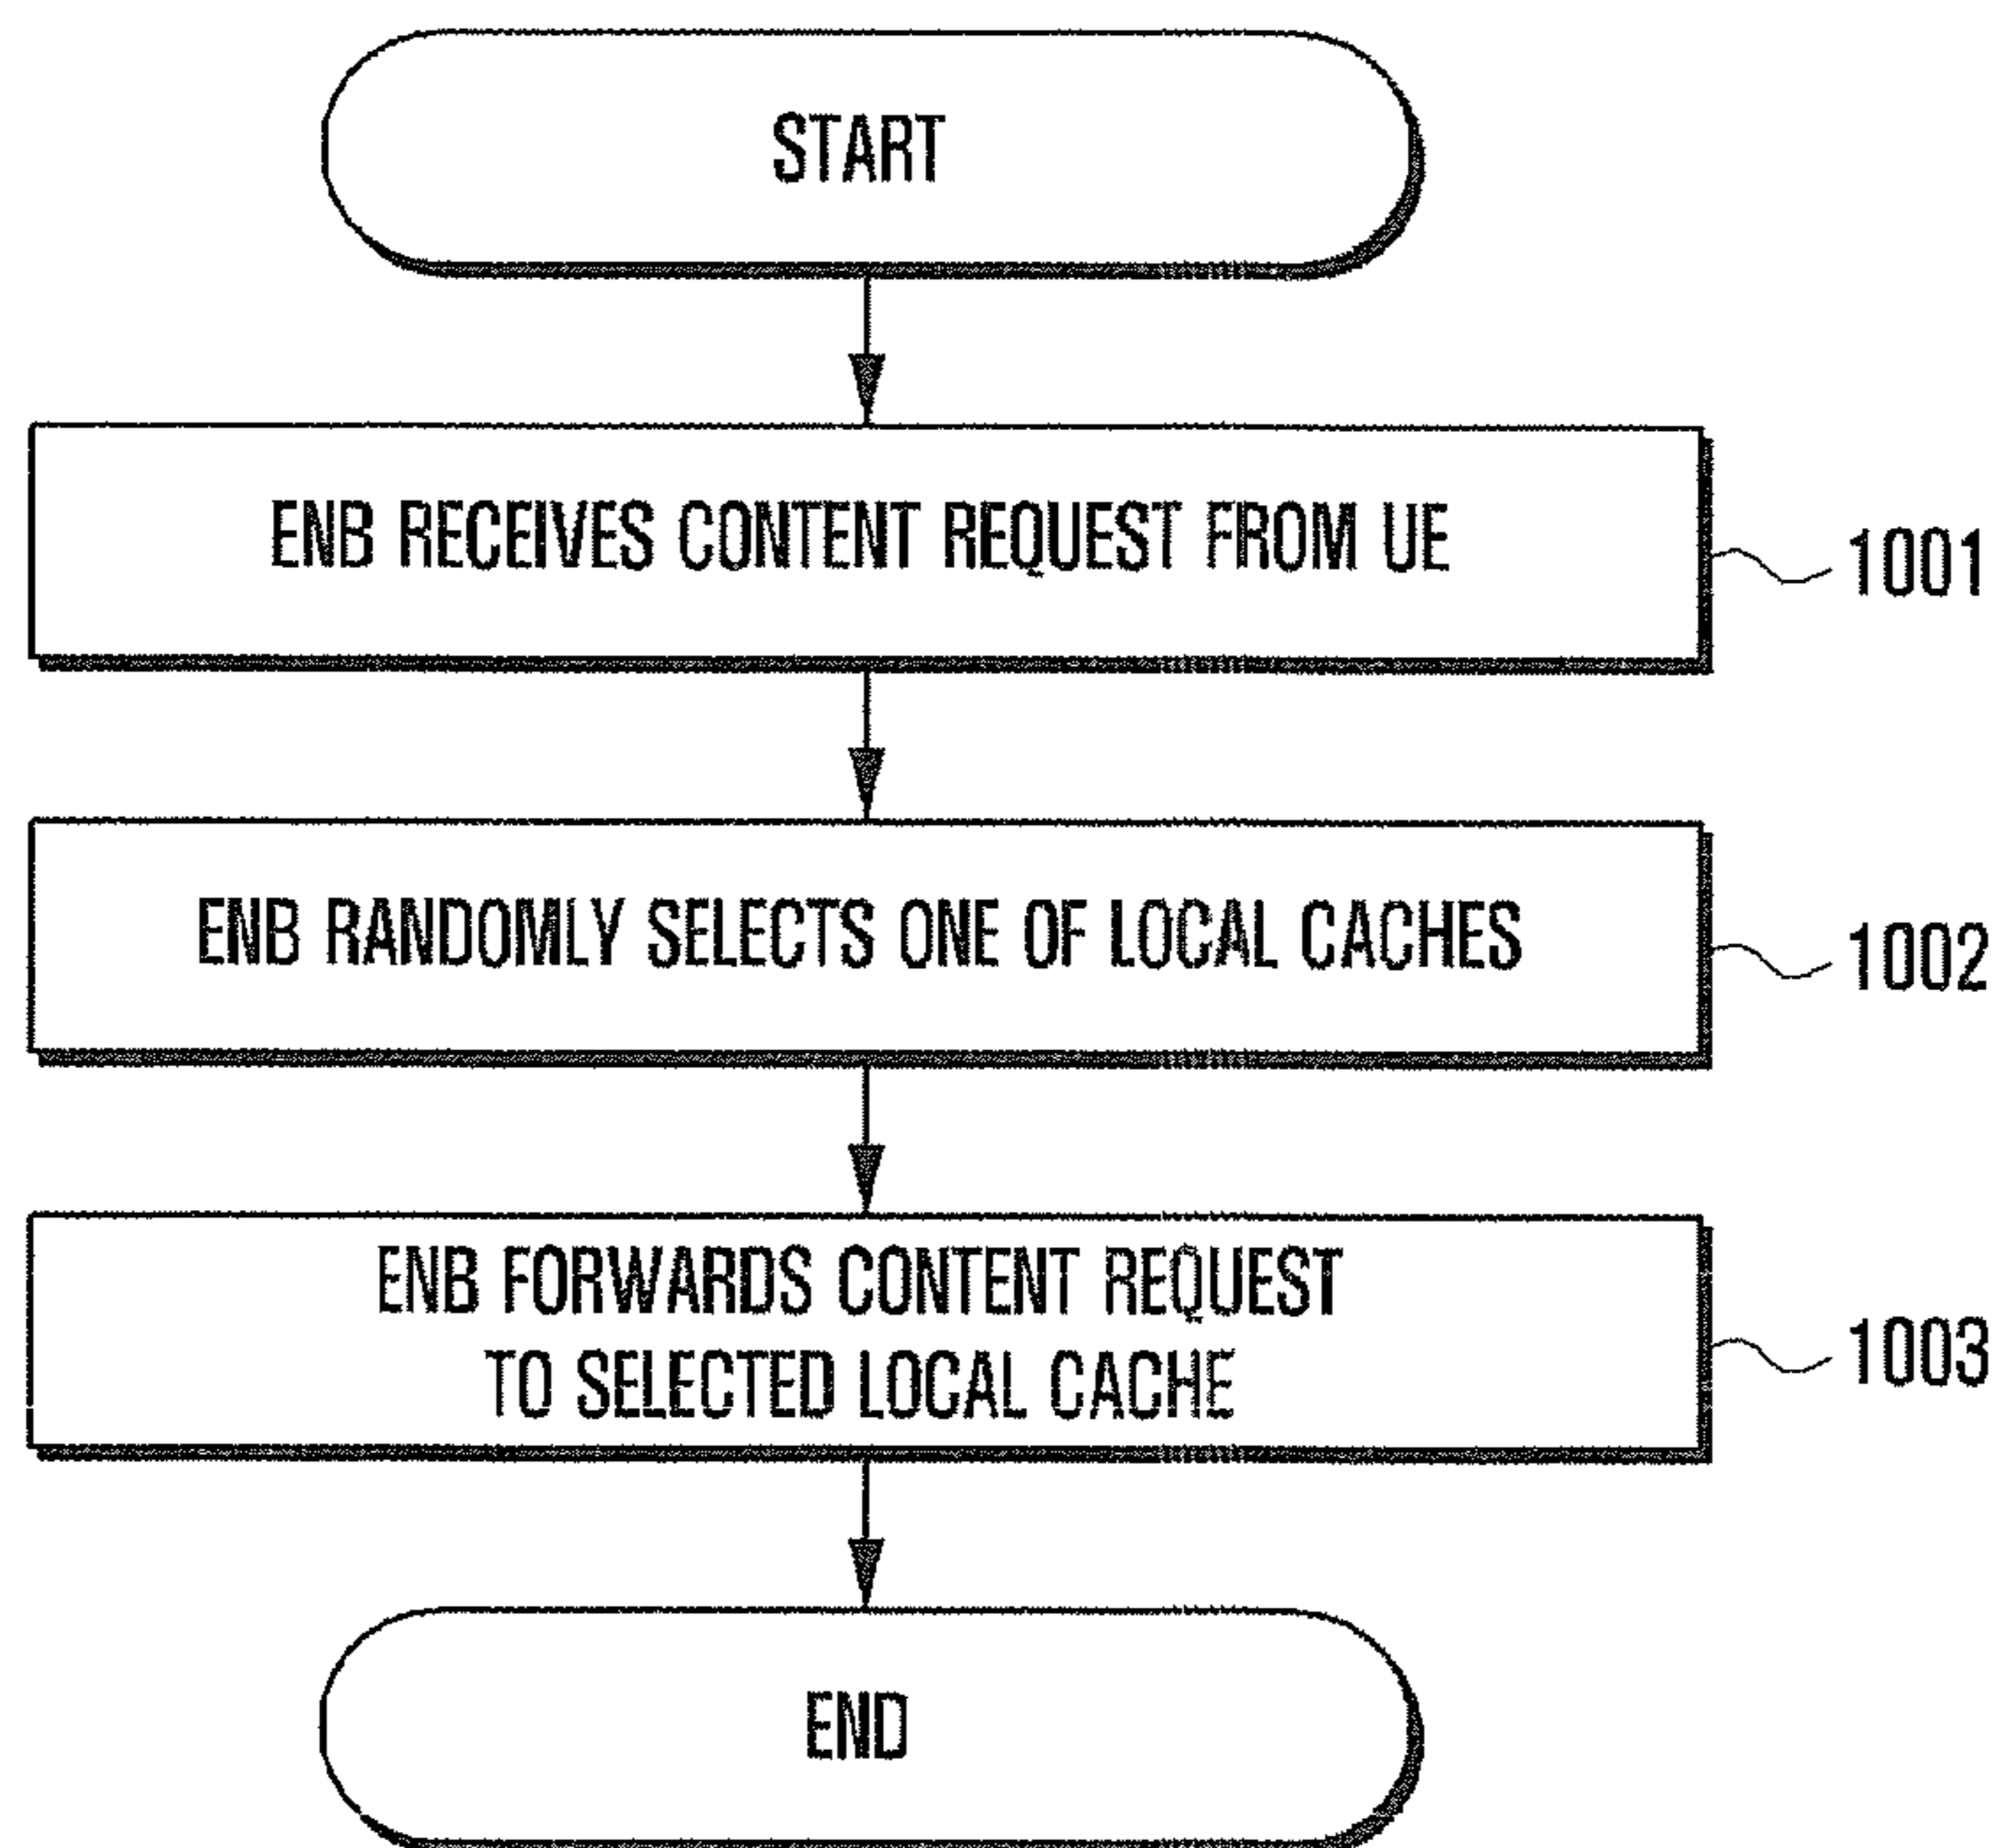 START
ENB RECEIVES CONTENT REQUEST FROM UE
1001
ENB RANDOMLY SELECTS ONE OF LOCAL CACHES
1002
ENB FORWARDS CONTENT REQUEST
TO SELECTED LOCAL CACHE
1003
END